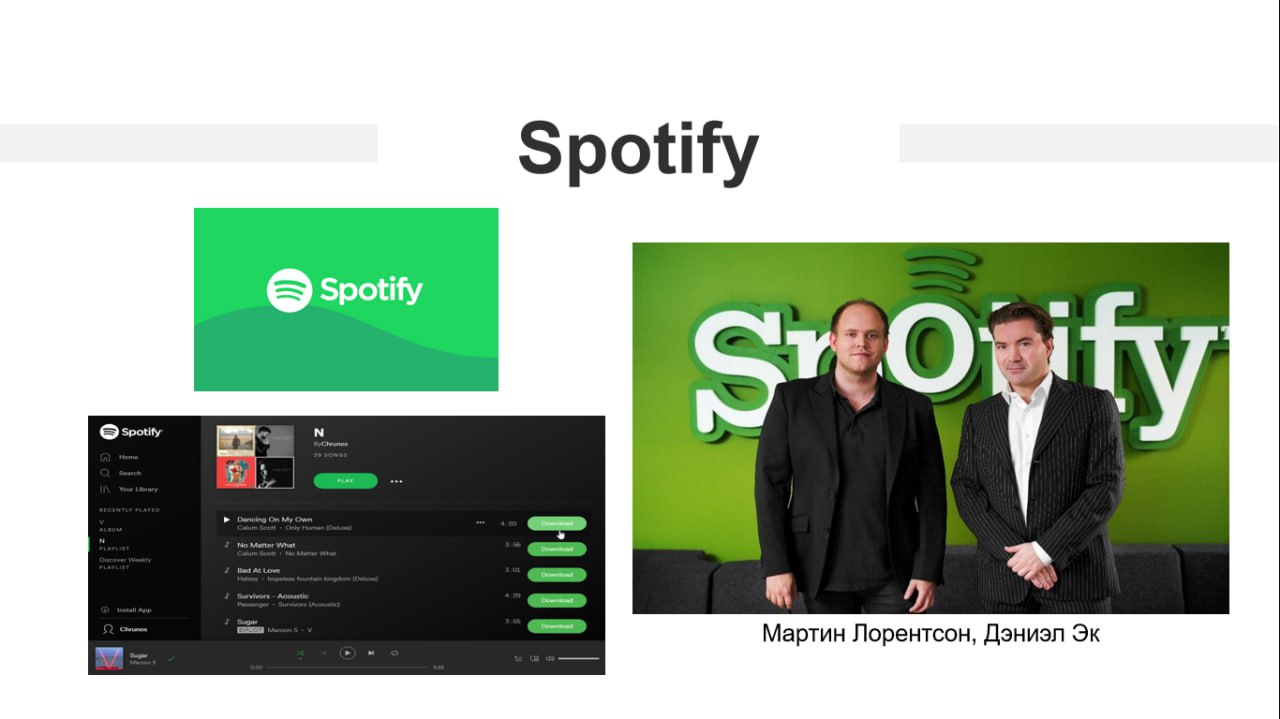 Spotify
Spotify
Spotify
Мартин Лорентсон, Дэниэл Эк
Spotify
Home
Search
Your Library
RECENTLY PLAYED
V
ALBUM
N
PLAYLIST
Discover Weekly
PLAYLIST
Install App
Chrunos
N
ByChrunos
39 SONGS
PLAY
Dancing On My Own
Calum Scott • Only Human (Deluxe)
4:20
Download
No Matter What
Calum Scott • No Matter What
3:56
Download
Bad At Love
Halsey • hopeless fountain kingdom (Deluxe)
3:01
Download
Survivors - Acoustic
Passenger • Survivors (Acoustic)
4:29
Download
Sugar
EXPLICIT Maroon 5 • V
3:55
Download
Sugar
Maroon 5
0:00
3:55